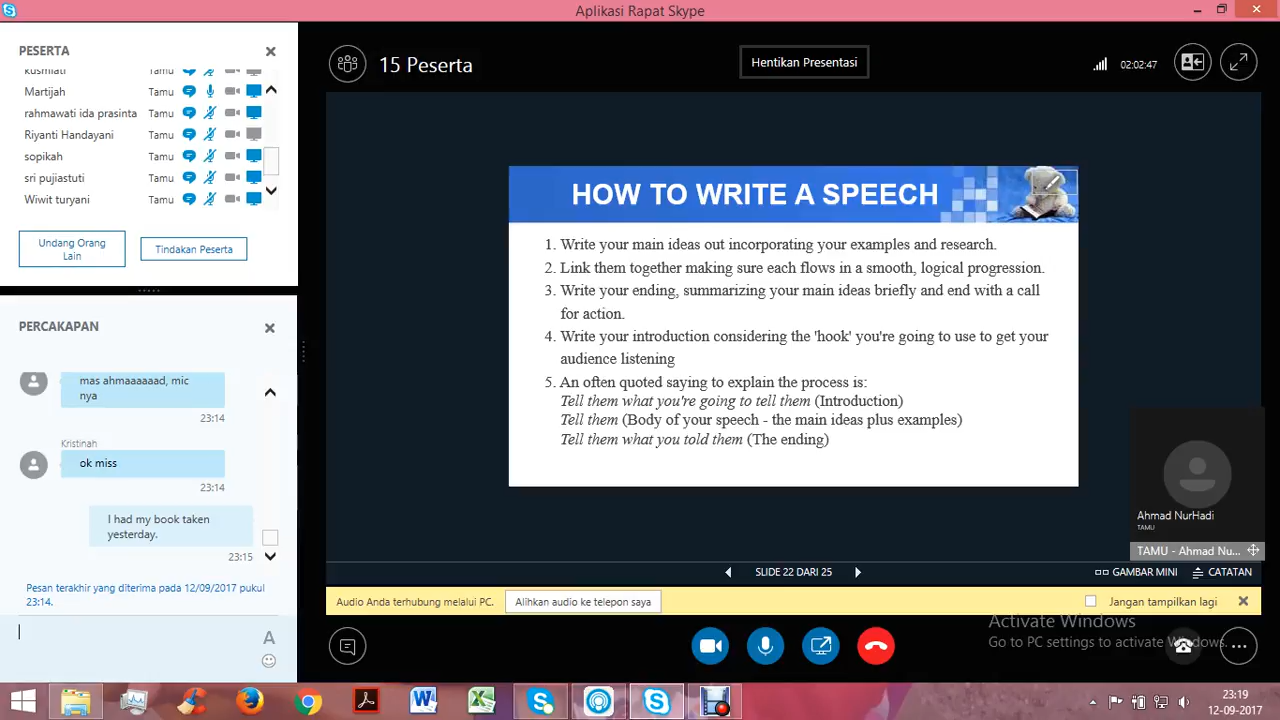 Aplikasi Rapat Skype
PESERTA
kusmiati Tamu
Martijah Tamu
rahmawati ida prasinta Tamu
Riyanti Handayani Tamu
sopikah Tamu
sri pujiastuti Tamu
Wiwit turyani Tamu
Undang Orang
Lain
Tindakan Peserta
PERCAKAPAN
mas ahmaaaaaad, mic
nya
23:14
Kristinah
ok miss
23:14
I had my book taken
yesterday.
23:15
Pesan terakhir yang diterima pada 12/09/2017 pukul
23:14.
A
15 Peserta
Hentikan Presentasi
02:02:47
HOW TO WRITE A SPEECH
1. Write your main ideas out incorporating your examples and research.
2. Link them together making sure each flows in a smooth, logical progression.
3. Write your ending, summarizing your main ideas briefly and end with a call
for action.
4. Write your introduction considering the 'hook' you're going to use to get your
audience listening
5. An often quoted saying to explain the process is:
Tell them what you're going to tell them (Introduction)
Tell them (Body of your speech - the main ideas plus examples)
Tell them what you told them (The ending)
Ahmad NurHadi
TAMU
TAMU - Ahmad Nu...
SLIDE 22 DARI 25
GAMBAR MINI
CATATAN
Audio Anda terhubung melalui PC.
Alihkan audio ke telepon saya
Jangan tampilkan lagi
Activate Windows
Go to PC settings to activate Windows.
23:19
12-09-2017